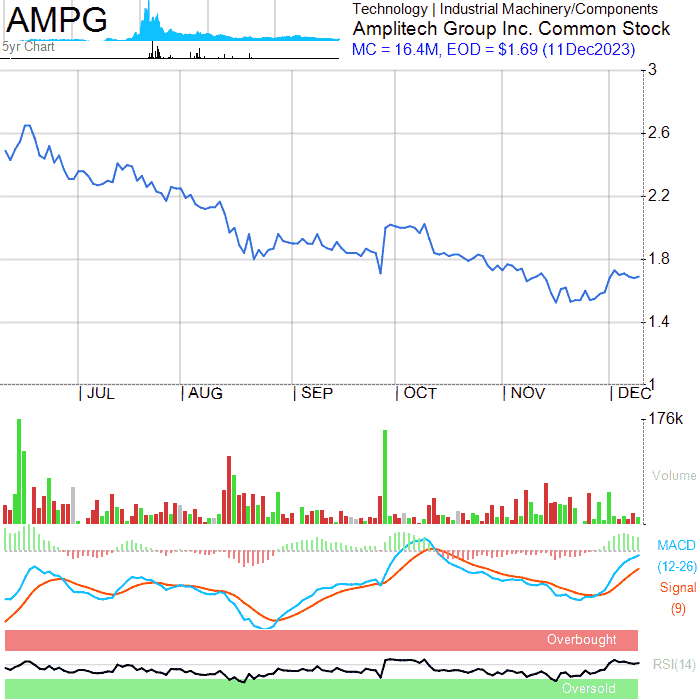 AMPG
5yr Chart
Technology | Industrial Machinery/Components
Amplitech Group Inc. Common Stock
MC = 16.4M, EOD = $1.69 (11Dec2023)
3
2.6
2.2
1.8
1.4
1
| JUL | AUG | SEP | OCT | NOV | DEC
176k
Volume
MACD
(12-26)
Signal
(9)
Overbought
RSI(14)
Oversold